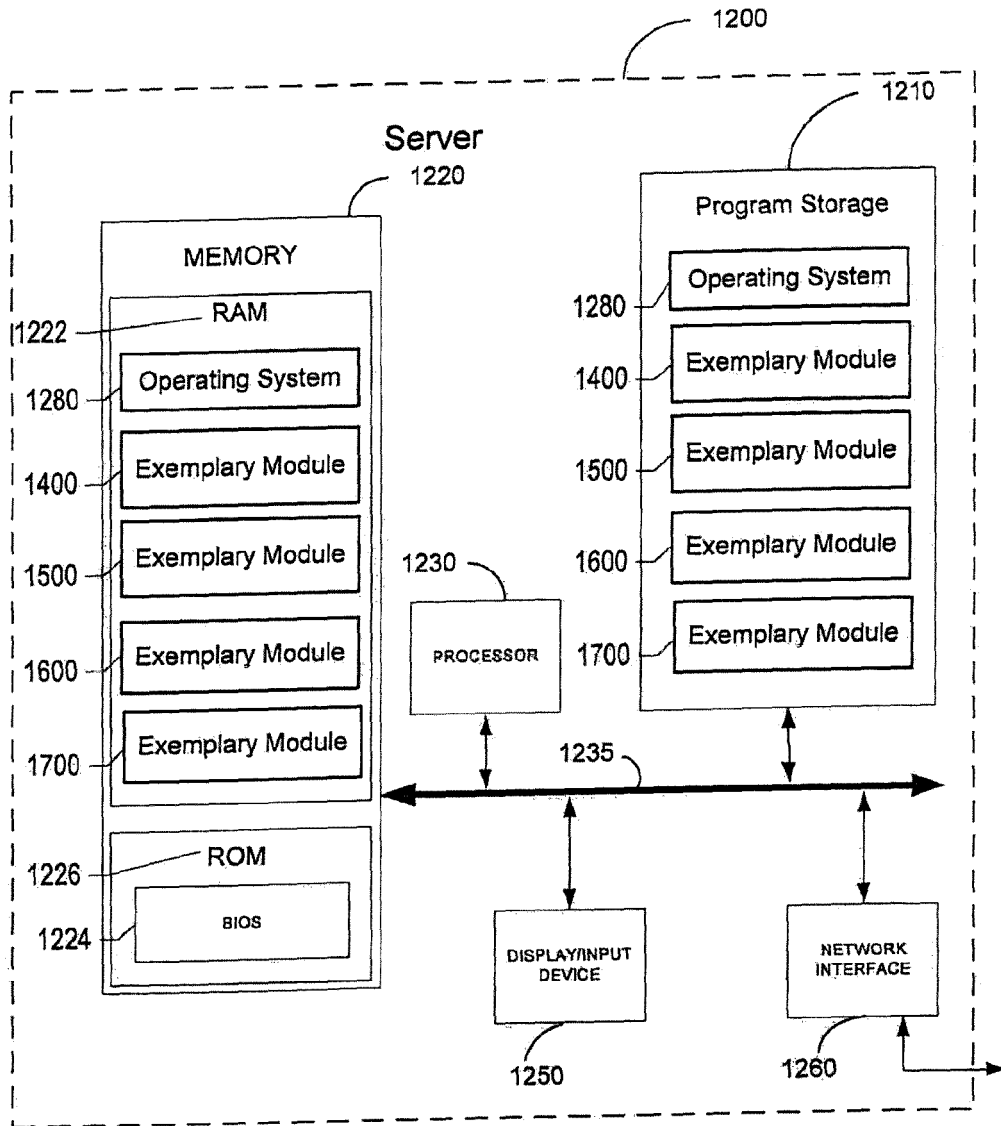 1200
1210
Server
1220
Program Storage
MEMORY
RAM
1222
1280
Operating System
1280
Operating System
1400
Exemplary Module
1400
Exemplary Module
1500
Exemplary Module
1500
Exemplary Module
1230
1600
Exemplary Module
1600
Exemplary Module
PROCESSOR
1700
Exemplary Module
1700
Exemplary Module
1235
ROM
1226
1224
BIOS
DISPLAY/INPUT
DEVICE
NETWORK
INTERFACE
1250
1260